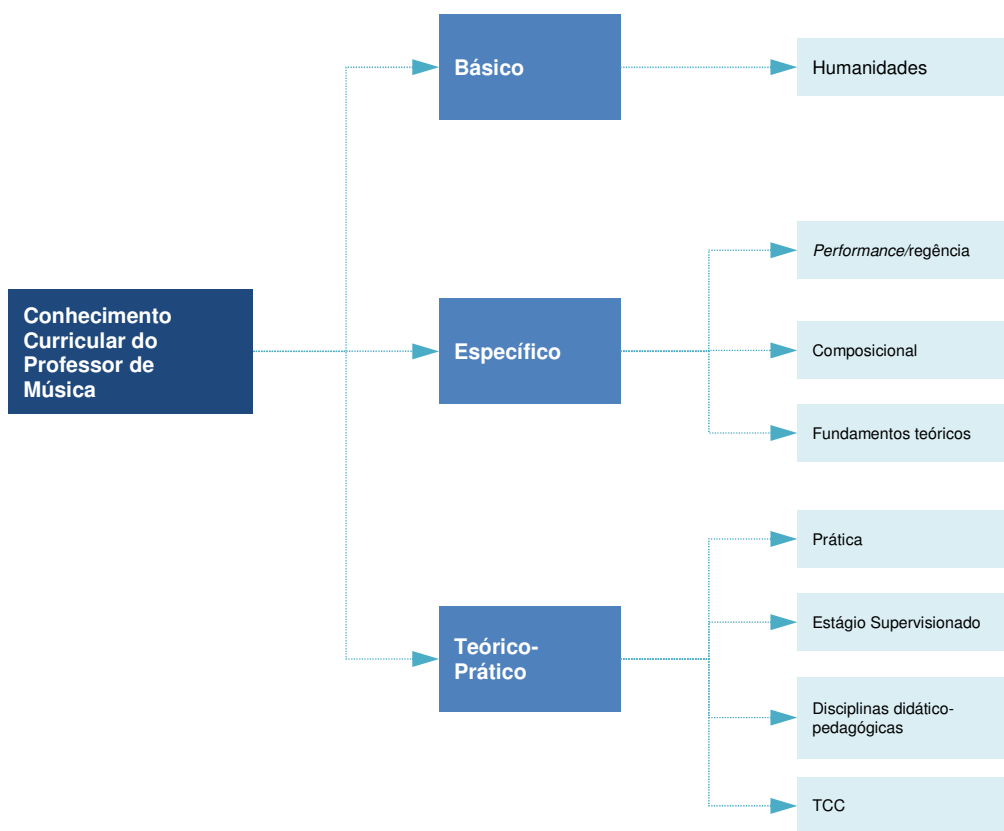 Conhecimento
Curricular do
Professor de
Música
Básico
Humanidades
Específico
Performance/regência
Composicional
Fundamentos teóricos
Teórico-
Prático
Prática
Estágio Supervisionado
Disciplinas didático-
pedagógicas
TCC